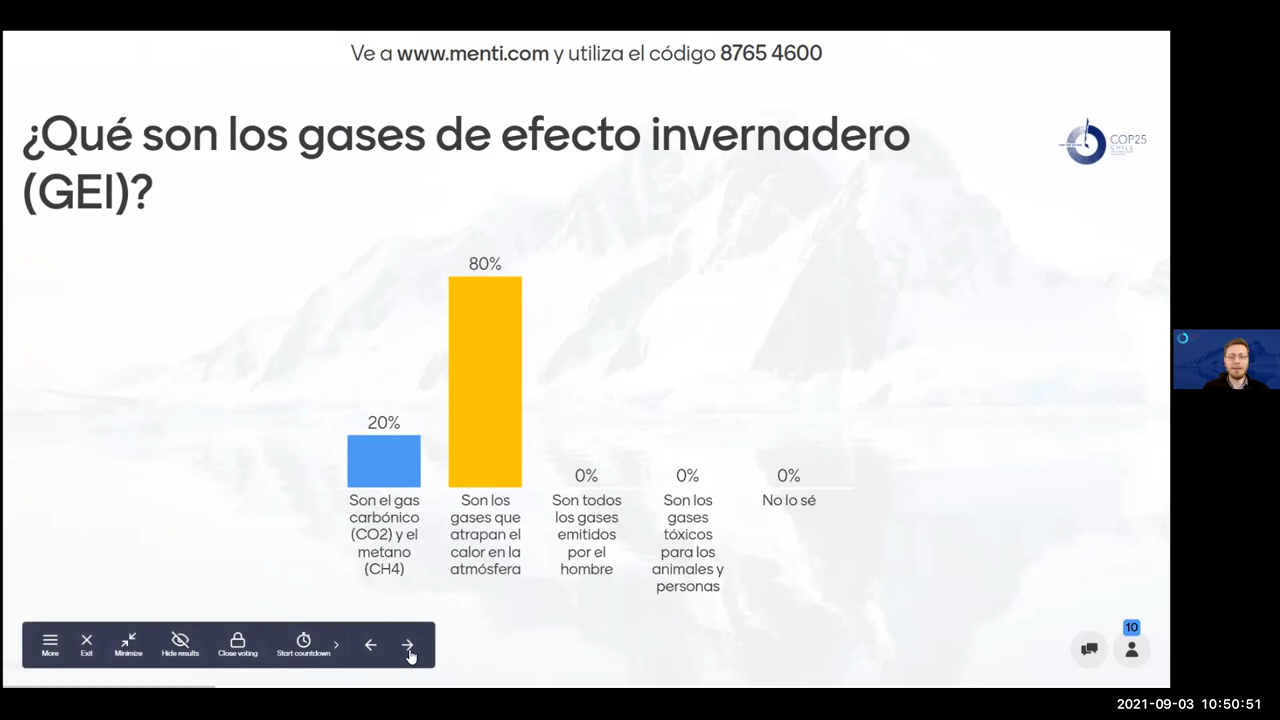 Ve a www.menti.com y utiliza el código 8765 4600
¿Qué son los gases de efecto invernadero
(GEI)?
COP25
CHILE
80%
20%
0%
0%
0%
Son el gas
carbónico
(CO2) y el
metano
(CH4)
Son los
gases que
atrapan el
calor en la
atmósfera
Son todos
los gases
emitidos
por el
hombre
Son los
gases
tóxicos
para los
animales y
personas
No lo sé
More
Exit
Minimize
Hide results
Close voting
Start countdown
10
2021-09-03 10:50:51